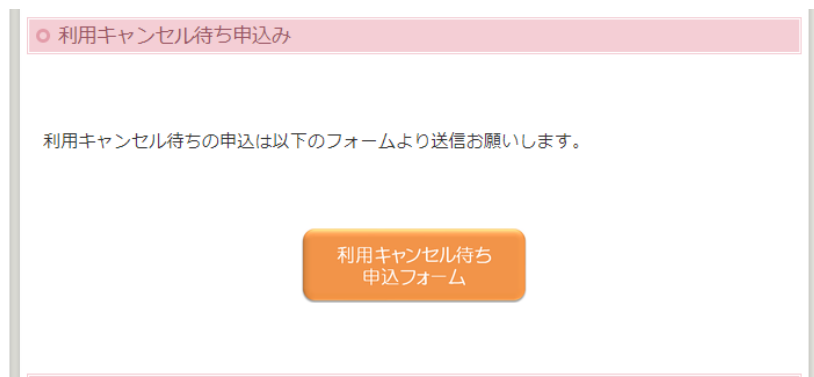 利用キャンセル待ち申込み
利用キャンセル待ちの申込は以下のフォームより送信お願いします。
利用キャンセル待ち
申込フォーム